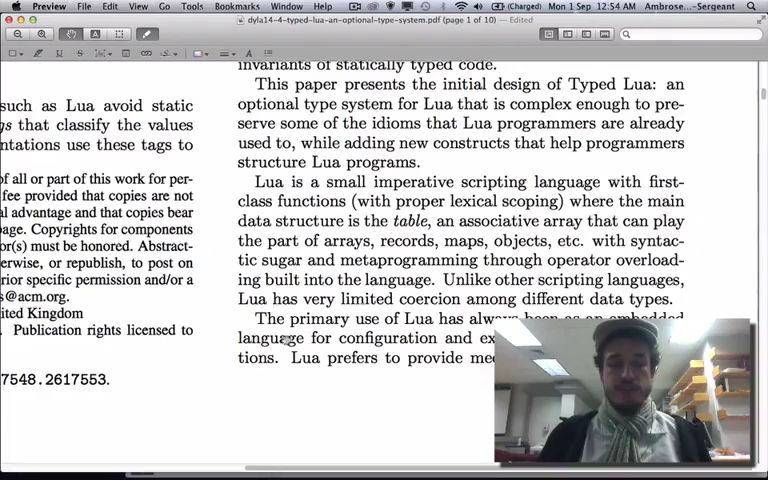 Preview File Edit View Go Tools Bookmarks Window Help (Charged) Mon 1 Sep 12:54 AM Ambrose...-Sergeant
dyla14-4-typed-lua-an-optional-type-system.pdf (page 1 of 10) — Edited
such as Lua avoid static
gs that classify the values
ntations use these tags to
of all or part of this work for per-
fee provided that copies are not
al advantage and that copies bear
page. Copyrights for components
or(s) must be honored. Abstract-
erwise, or republish, to post on
rior specific permission and/or a
s@acm.org.
ited Kingdom
. Publication rights licensed to
7548.2617553.
invariants of statically typed code.
This paper presents the initial design of Typed Lua: an
optional type system for Lua that is complex enough to pre-
serve some of the idioms that Lua programmers are already
used to, while adding new constructs that help programmers
structure Lua programs.
Lua is a small imperative scripting language with first-
class functions (with proper lexical scoping) where the main
data structure is the table, an associative array that can play
the part of arrays, records, maps, objects, etc. with syntac-
tic sugar and metaprogramming through operator overload-
ing built into the language. Unlike other scripting languages,
Lua has very limited coercion among different data types.
The primary use of Lua has always been as an embedded
language for configuration and ex
tions. Lua prefers to provide me